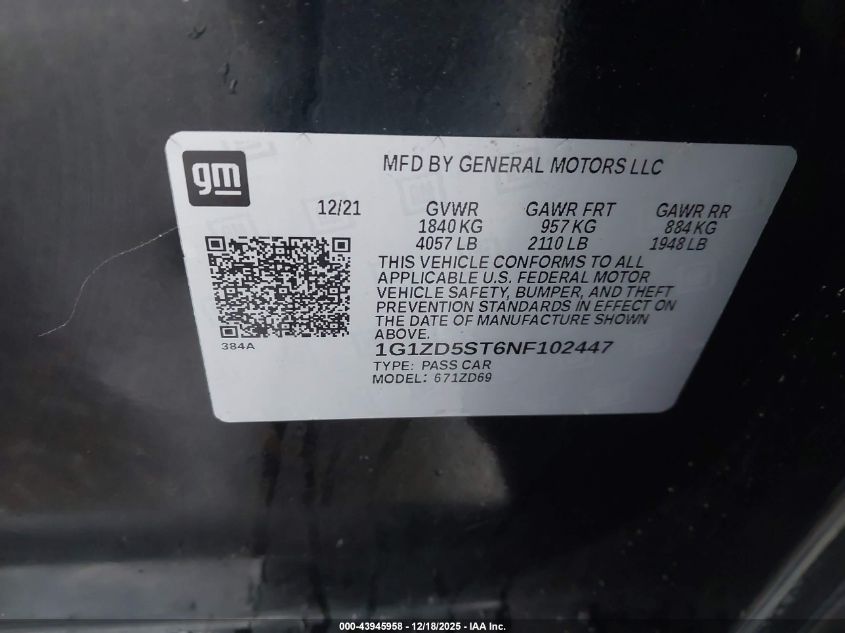 gm
MFD BY GENERAL MOTORS LLC
12/21 GVWR GAWR FRT GAWR RR
1840 KG 957 KG 884 KG
4057 LB 2110 LB 1948 LB
THIS VEHICLE CONFORMS TO ALL
APPLICABLE U.S. FEDERAL MOTOR
VEHICLE SAFETY, BUMPER, AND THEFT
PREVENTION STANDARDS IN EFFECT ON
THE DATE OF MANUFACTURE SHOWN
ABOVE.
384A
1G1ZD5ST6NF102447
TYPE: PASS CAR
MODEL: 671ZD69
000-43945958 - 12/18/2025 - IAA Inc.